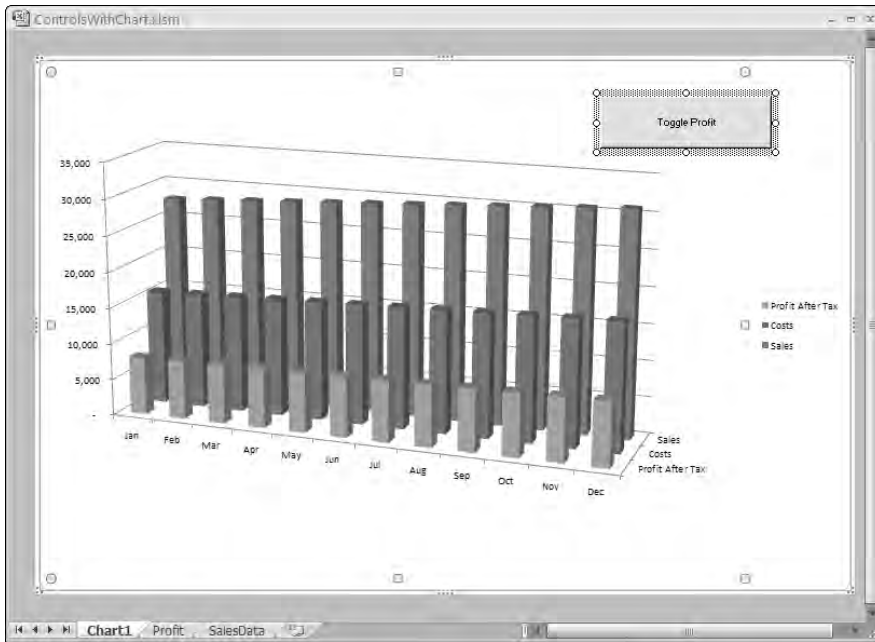 ControlsWithChart.xlsm
Toggle Profit
35,000
30,000
25,000
20,000
15,000
10,000
5,000
-
Jan
Feb
Mar
Apr
May
Jun
Jul
Aug
Sep
Oct
Nov
Dec
Sales
Costs
Profit After Tax
Profit After Tax
Costs
Sales
Chart1 Profit SalesData